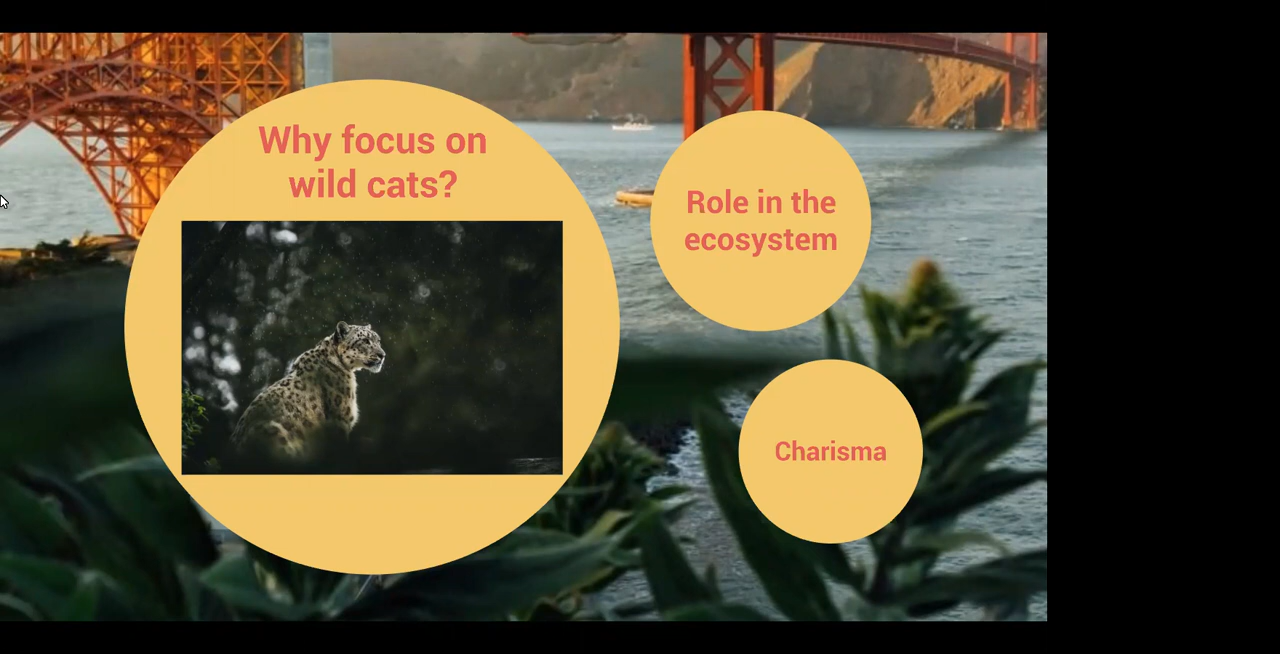 Why focus on
wild cats?
Role in the
ecosystem
Charisma